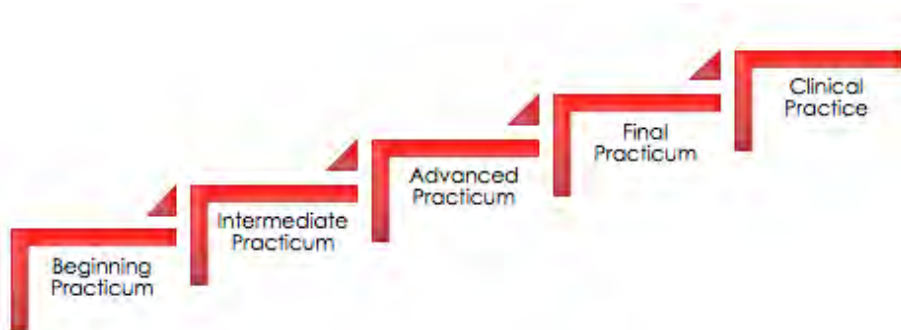 Beginning
Practicum
Intermediate
Practicum
Advanced
Practicum
Final
Practicum
Clinical
Practice